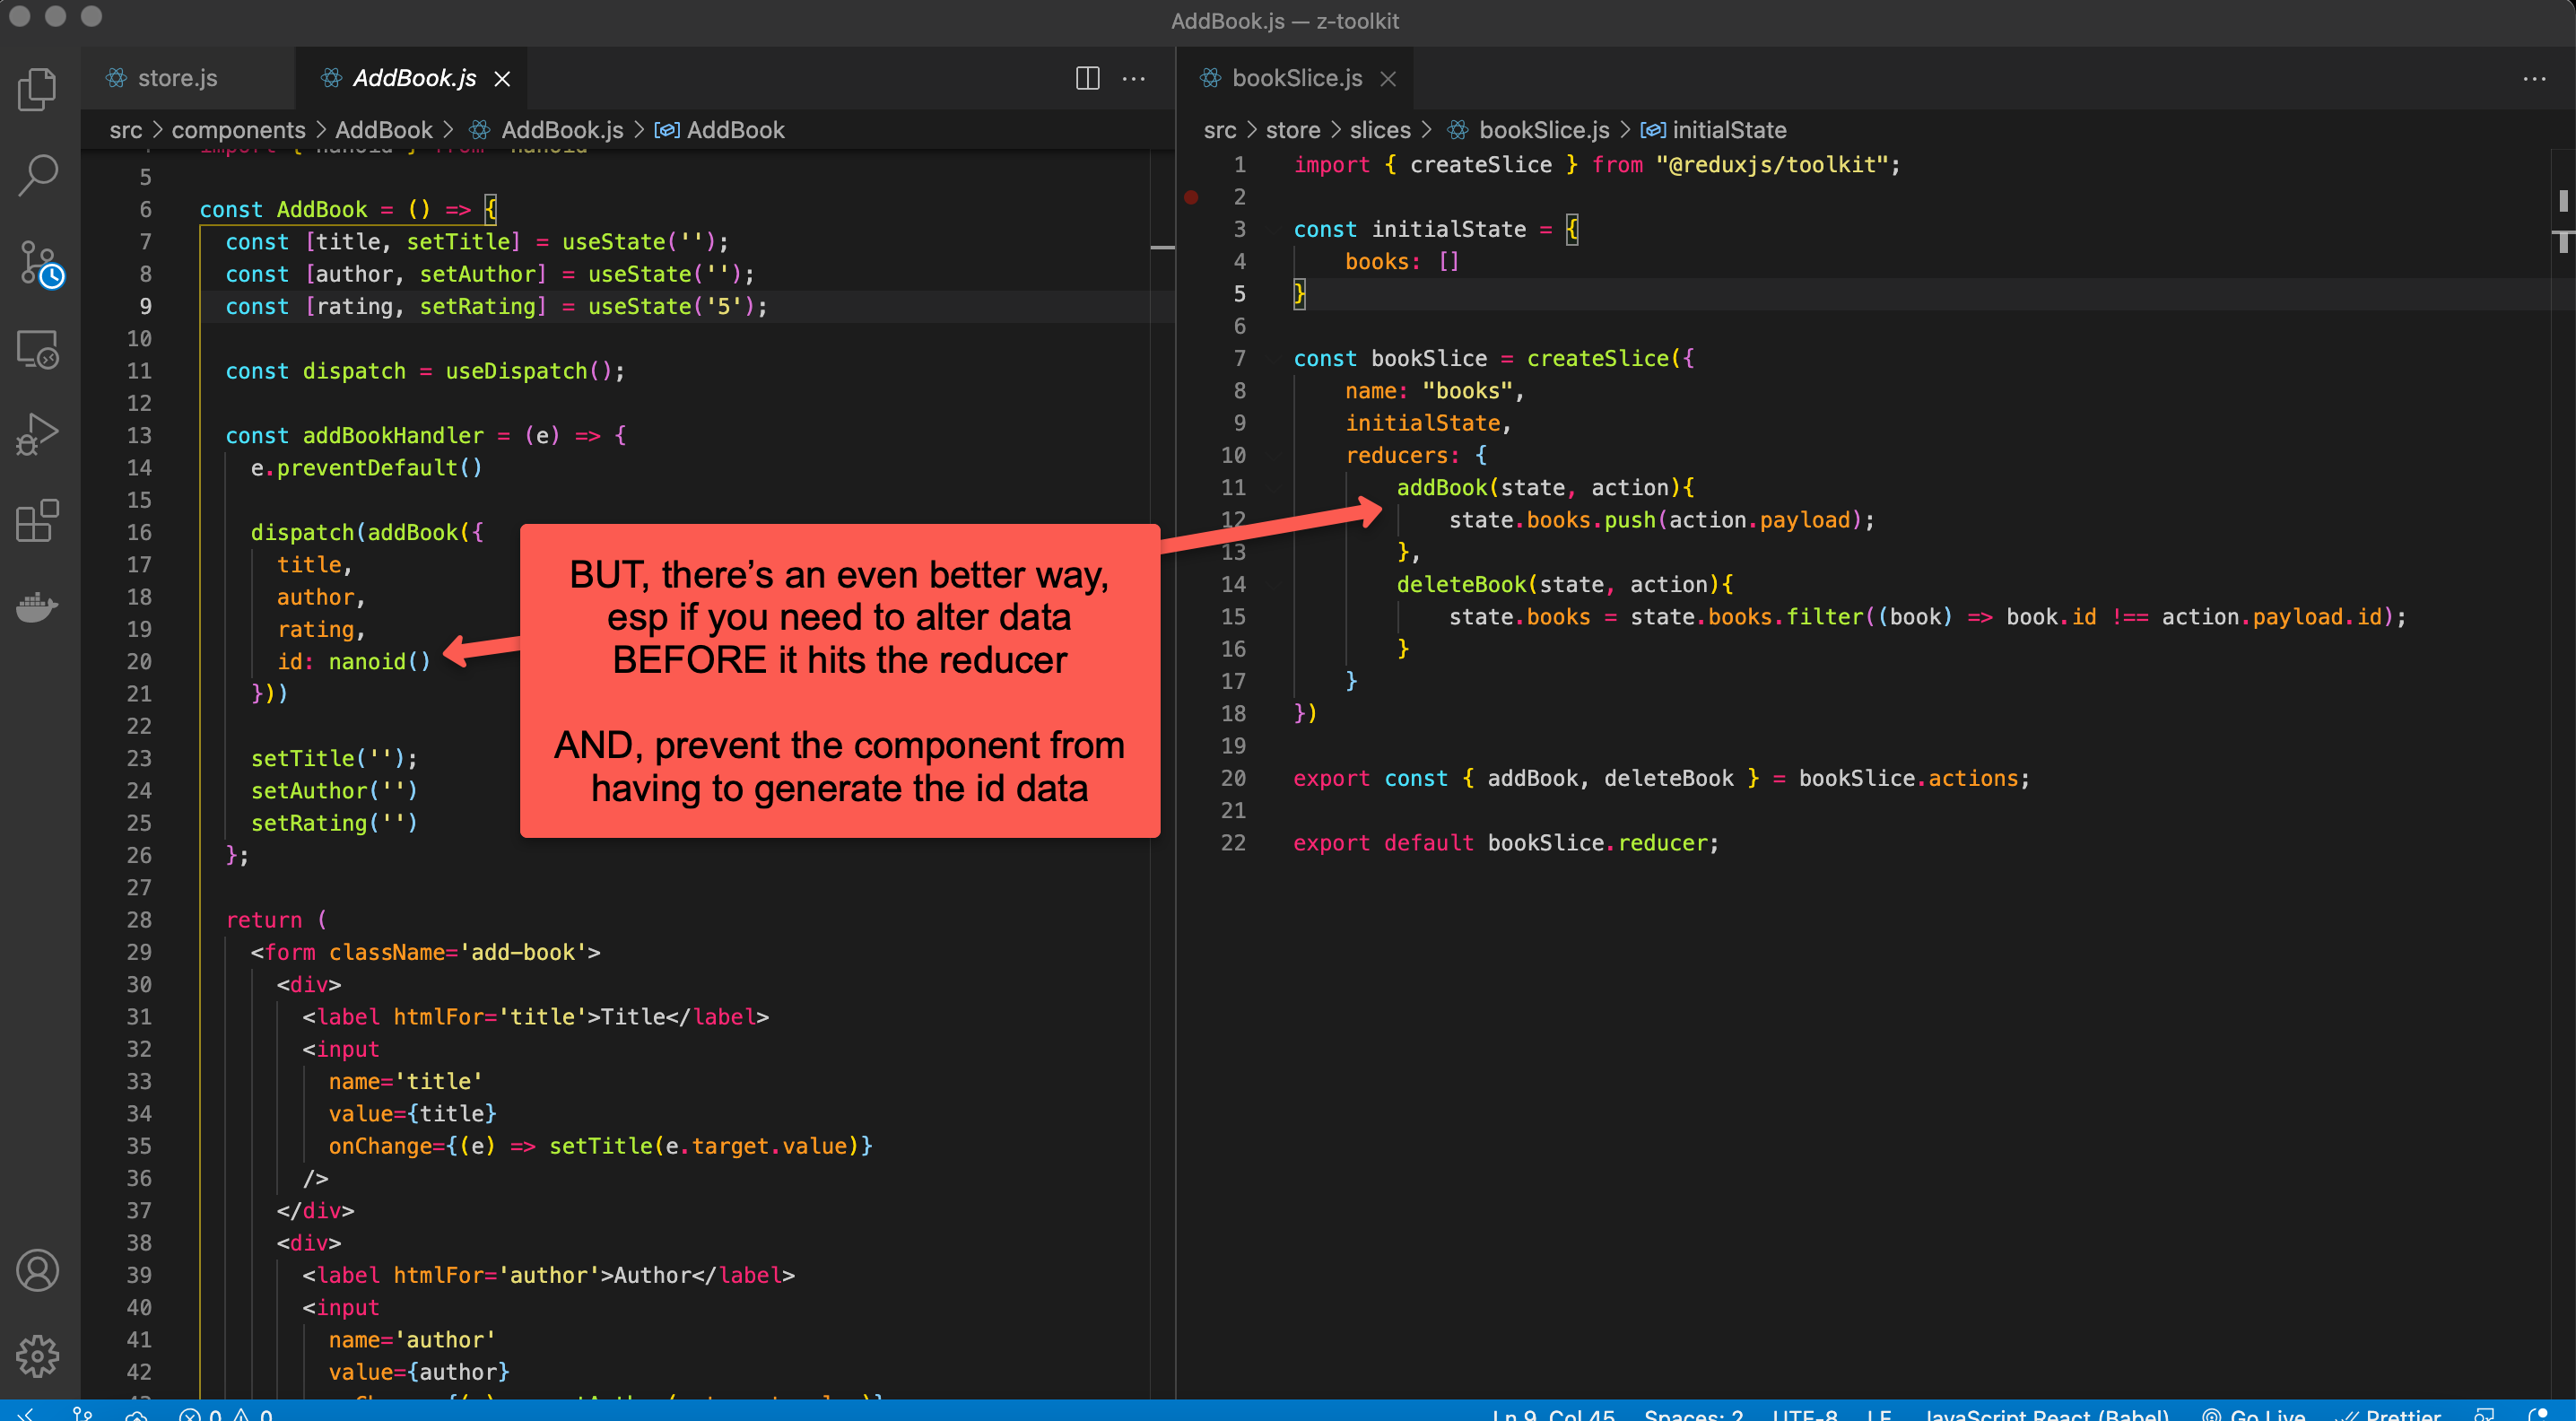 AddBook.js — z-toolkit
store.js
AddBook.js
src > components > AddBook > AddBook.js > AddBook
5
6 const AddBook = () => {
7 const [title, setTitle] = useState('');
8 const [author, setAuthor] = useState('');
9 const [rating, setRating] = useState('5');
10
11 const dispatch = useDispatch();
12
13 const addBookHandler = (e) => {
14 e.preventDefault()
15
16 dispatch(addBook({
17 title,
18 author,
19 rating,
20 id: nanoid()
21 }))
22
23 setTitle('');
24 setAuthor('')
25 setRating('')
26 };
27
28 return (
29 <form className='add-book'>
30 <div>
31 <label htmlFor='title'>Title</label>
32 <input
33 name='title'
34 value={title}
35 onChange={(e) => setTitle(e.target.value)}
36 />
37 </div>
38 <div>
39 <label htmlFor='author'>Author</label>
40 <input
41 name='author'
42 value={author}
BUT, there's an even better way,
esp if you need to alter data
BEFORE it hits the reducer
AND, prevent the component from
having to generate the id data
bookSlice.js
src > store > slices > bookSlice.js > initialState
1 import { createSlice } from "@reduxjs/toolkit";
2
3 const initialState = {
4 books: []
5 }
6
7 const bookSlice = createSlice({
8 name: "books",
9 initialState,
10 reducers: {
11 addBook(state, action){
12 state.books.push(action.payload);
13 },
14 deleteBook(state, action){
15 state.books = state.books.filter((book) => book.id !== action.payload.id);
16 }
17 }
18 })
19
20 export const { addBook, deleteBook } = bookSlice.actions;
21
22 export default bookSlice.reducer;
0 0
Ln 9, Col 45 Spaces: 2 UTF-8 LF JavaScript React (Babel) Go Live Prettier